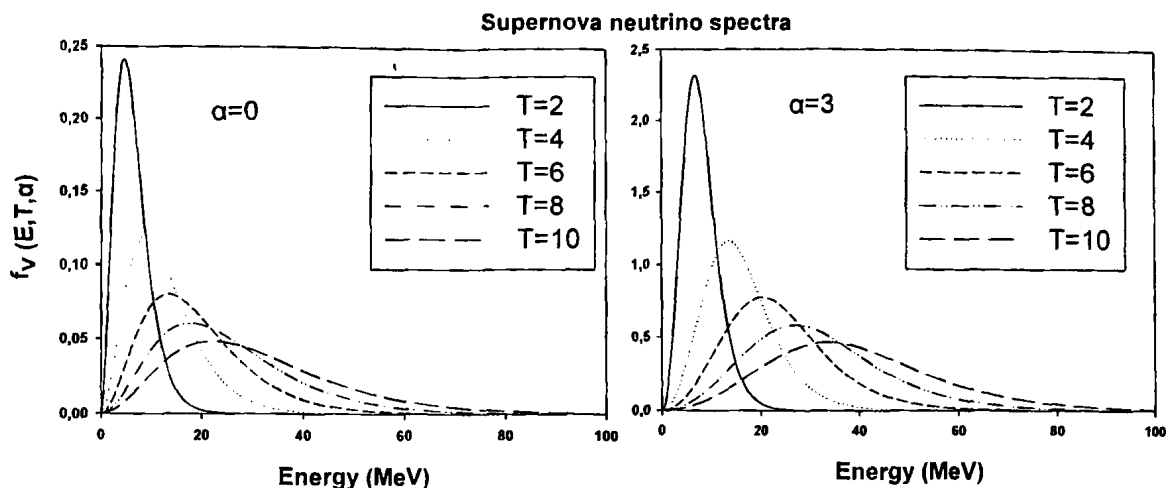 Supernova neutrino spectra
0,25
0,20
0,15
0,10
0,05
0,00
fν (E,T,α)
α=0
T=2
T=4
T=6
T=8
T=10
0 20 40 60 80 100
Energy (MeV)
2,5
2,0
1,5
1,0
0,5
0,0
α=3
T=2
T=4
T=6
T=8
T=10
0 20 40 60 80 100
Energy (MeV)